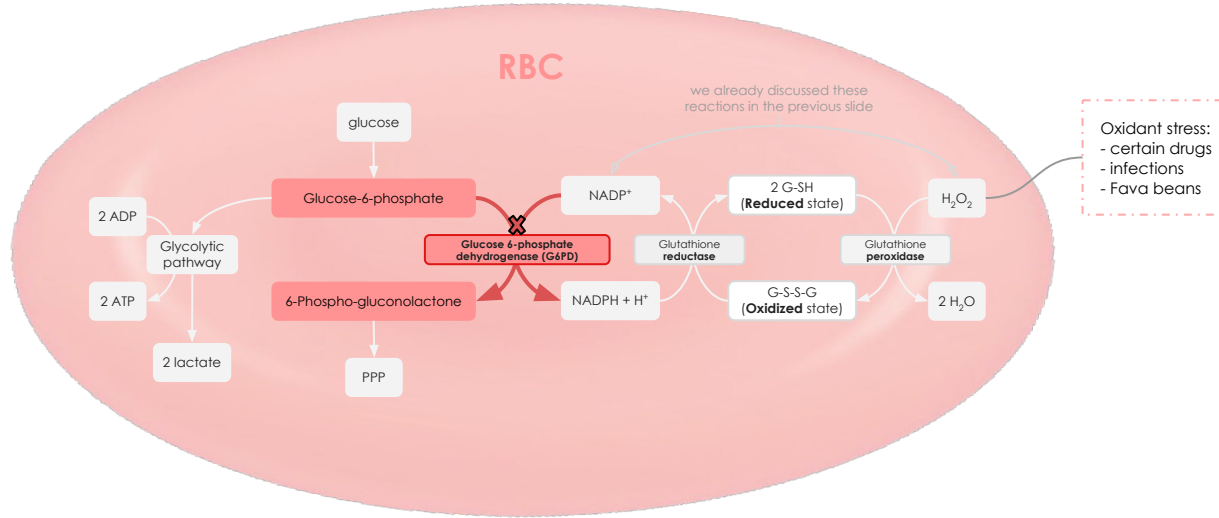 RBC
we already discussed these
reactions in the previous slide
glucose
Oxidant stress:
- certain drugs
- infections
- Fava beans
Glucose-6-phosphate
NADP⁺
2 G-SH
(Reduced state)
H₂O₂
2 ADP
Glycolytic
pathway
Glucose 6-phosphate
dehydrogenase (G6PD)
Glutathione
reductase
Glutathione
peroxidase
2 ATP
6-Phospho-gluconolactone
NADPH + H⁺
G-S-S-G
(Oxidized state)
2 H₂O
2 lactate
PPP